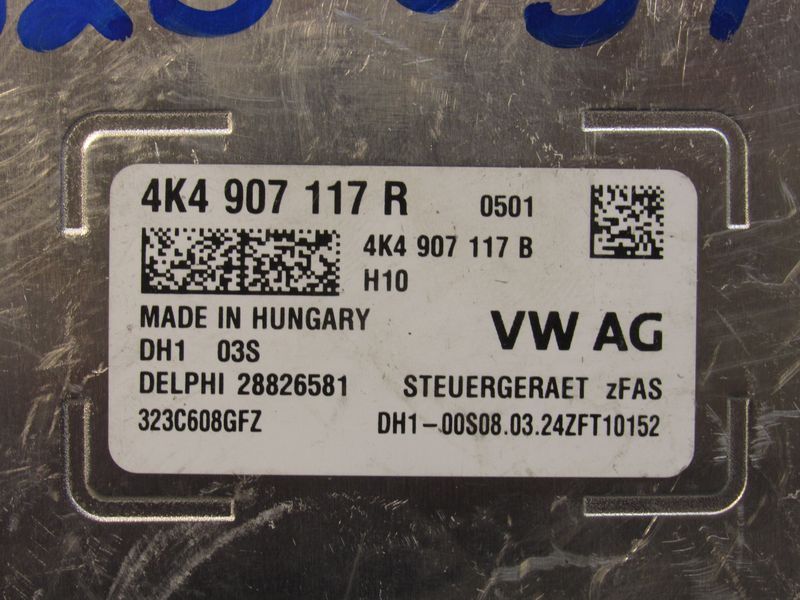 4K4 907 117 R 0501
4K4 907 117 B
H10
MADE IN HUNGARY
VW AG
DH1 03S
DELPHI 28826581 STEUERGERAET zFAS
323C608GFZ DH1-00S08.03.24ZFT10152